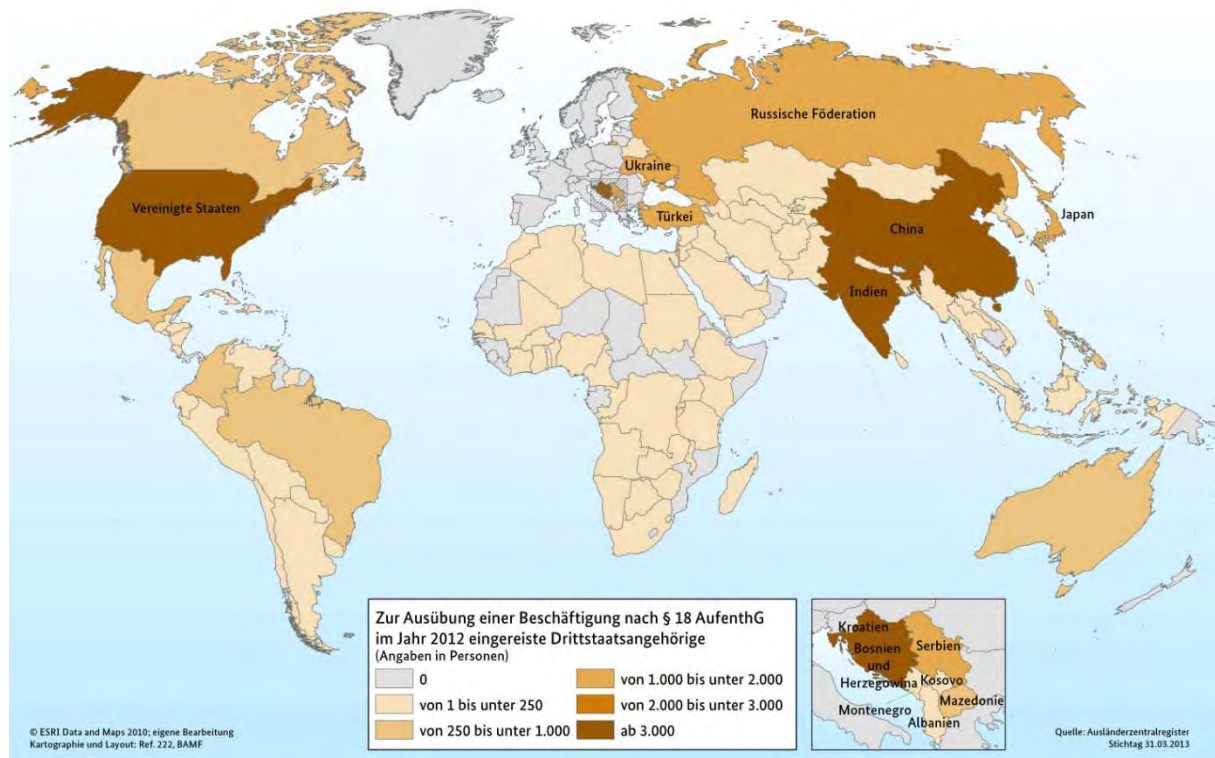 Russische Föderation
Ukraine
Vereinigte Staaten
Türkei
Japan
China
Indien
Zur Ausübung einer Beschäftigung nach § 18 AufenthG
im Jahr 2012 eingereiste Drittstaatsangehörige
(Angaben in Personen)
0
von 1 bis unter 250
von 250 bis unter 1.000
von 1.000 bis unter 2.000
von 2.000 bis unter 3.000
ab 3.000
Kroatien
Bosnien
und
Herzegowina
Serbien
Kosovo
Montenegro
Mazedonie
Albanien
© ESRI Data and Maps 2010; eigene Bearbeitung
Kartographie und Layout: Ref. 222, BAMF
Quelle: Ausländerzentralregister
Stichtag 31.03.2013